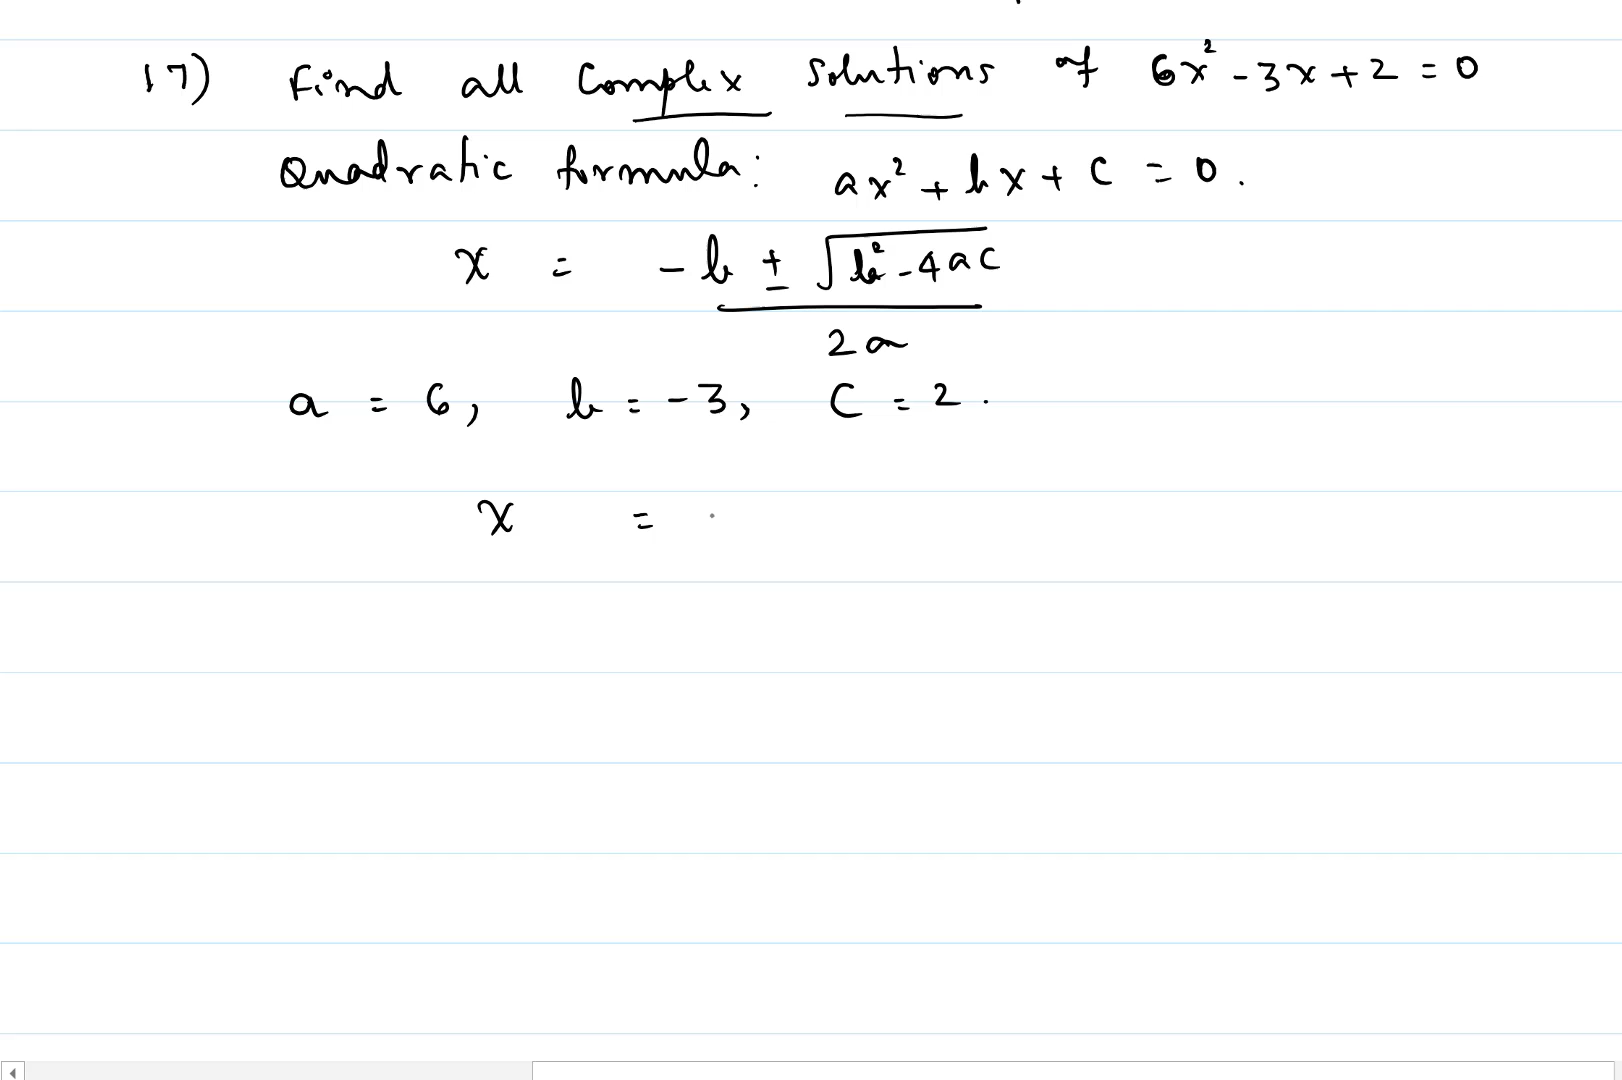 17) Find all Complex solutions of 6x² - 3x + 2 = 0
Quadratic formula: ax² + bx + c = 0.
x = -b ± √b² - 4ac
2a
a = 6, b = -3, C = 2.
x =